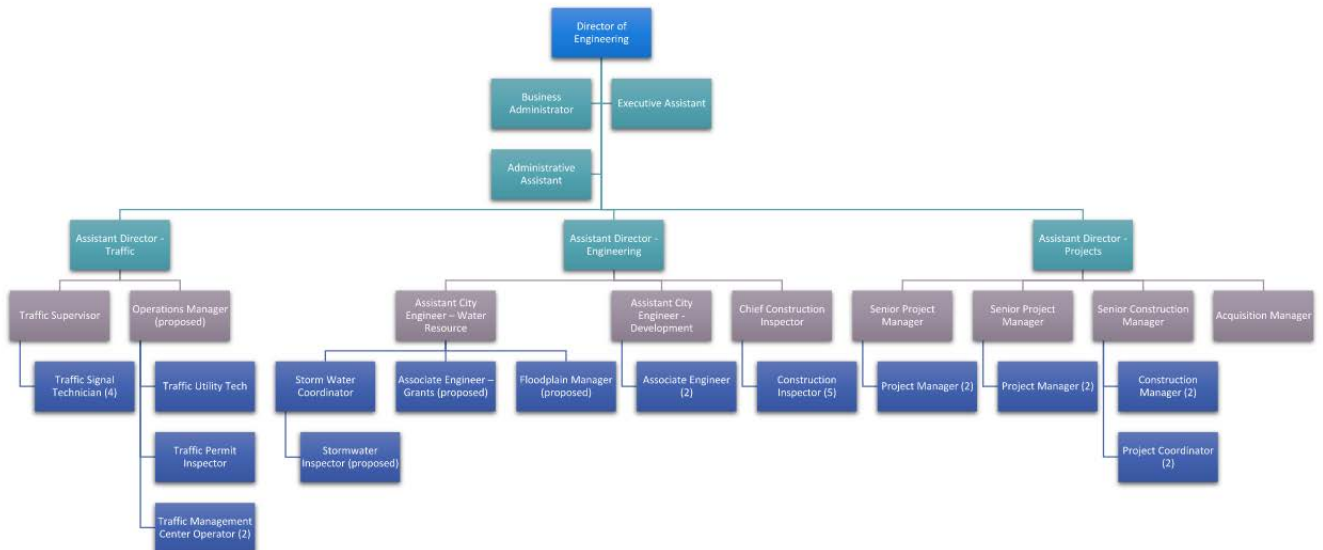 Director of
Engineering
Business
Administrator
Executive Assistant
Administrative
Assistant
Assistant Director -
Traffic
Assistant Director -
Engineering
Assistant Director -
Projects
Traffic Supervisor
Operations Manager
(proposed)
Assistant City
Engineer – Water
Resource
Assistant City
Engineer -
Development
Chief Construction
Inspector
Senior Project
Manager
Senior Project
Manager
Senior Construction
Manager
Acquisition Manager
Traffic Signal
Technician (4)
Traffic Utility Tech
Storm Water
Coordinator
Associate Engineer –
Grants (proposed)
Floodplain Manager
(proposed)
Associate Engineer
(2)
Construction
Inspector (5)
Project Manager (2)
Project Manager (2)
Construction
Manager (2)
Traffic Permit
Inspector
Stormwater
Inspector (proposed)
Project Coordinator
(2)
Traffic Management
Center Operator (2)